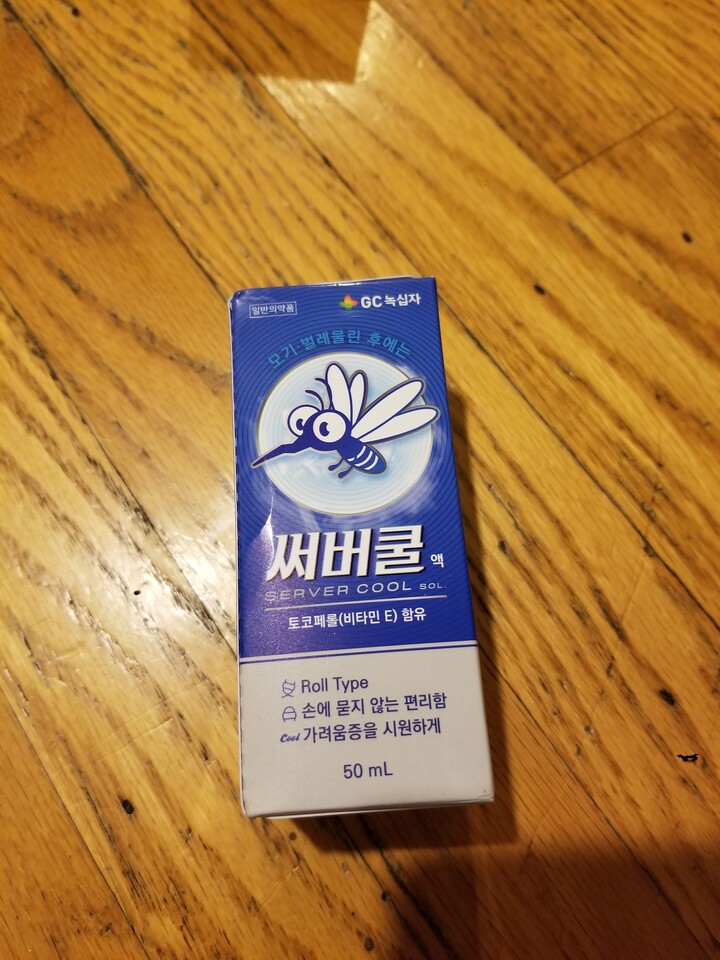 일반의약품
GC 녹십자
모기·벌레물린 후에는
써버쿨 액
SERVER COOL SOL.
토코페롤(비타민 E) 함유
Roll Type
손에 묻지 않는 편리함
Cool 가려움증을 시원하게
50 mL